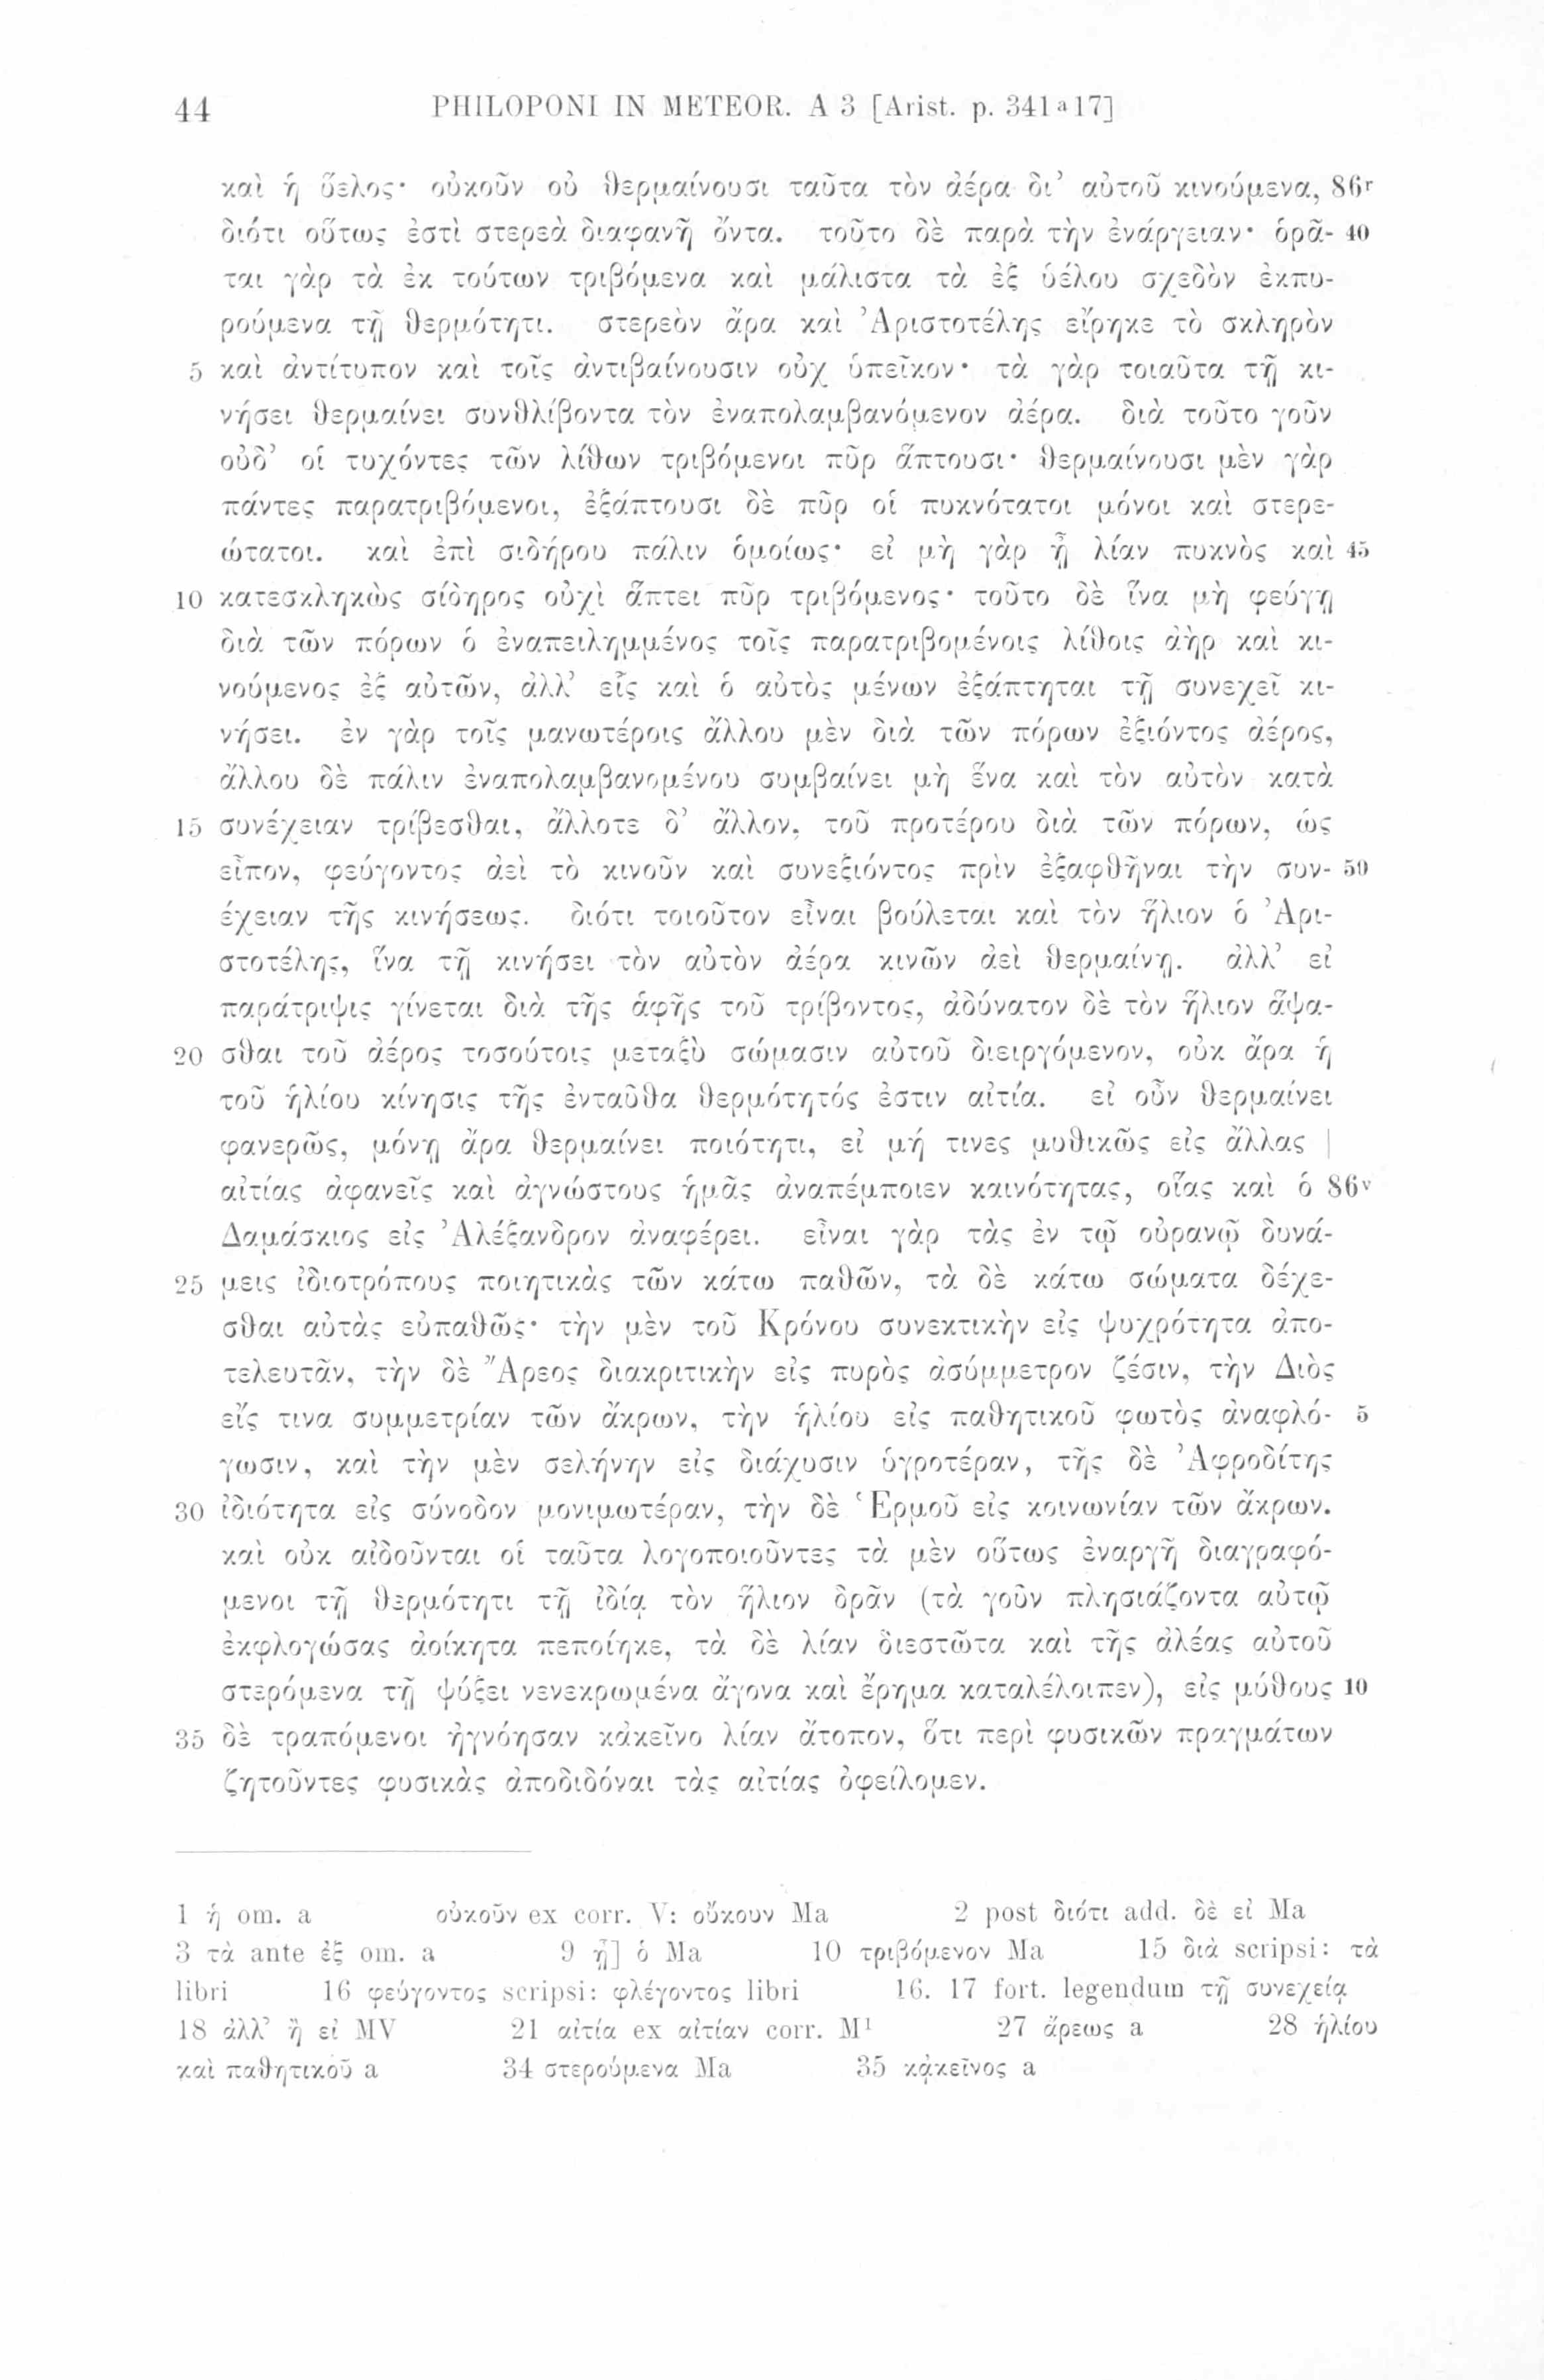 44 PHILOPONI IN METEOR. A 3 [Arist. p. 341ª17]
καὶ ἡ ὕελος· οὐκοῦν οὐ θερμαίνουσι ταῦτα τὸν ἀέρα δι’ αὐτοῦ κινούμενα, 86r
διότι οὕτως ἐστὶ στερεὰ διαφανῆ ὄντα. τοῦτο δὲ παρὰ τὴν ἐνάργειαν· ὁρᾶ- 40
ται γὰρ τὰ ἐκ τούτων τριβόμενα καὶ μάλιστα τὰ ἐξ ὑέλου σχεδὸν ἐκπυ-
ρούμενα τῇ θερμότητι. στερεὸν ἄρα καὶ Ἀριστοτέλης εἴρηκε τὸ σκληρὸν
5 καὶ ἀντίτυπον καὶ τοῖς ἀντιβαίνουσιν οὐχ ὑπεῖκον· τὰ γὰρ τοιαῦτα τῇ κι-
νήσει θερμαίνει συνθλίβοντα τὸν ἐναπολαμβανόμενον ἀέρα. διὰ τοῦτο γοῦν
οὐδ’ οἱ τυχόντες τῶν λίθων τριβόμενοι πῦρ ἅπτουσι· θερμαίνουσι μὲν γὰρ
πάντες παρατριβόμενοι, ἐξάπτουσι δὲ πῦρ οἱ πυκνότατοι μόνοι καὶ στερε-
ώτατοι. καὶ ἐπὶ σιδήρου πάλιν ὁμοίως· εἰ μὴ γὰρ ᾖ λίαν πυκνὸς καὶ 45
10 κατεσκληκὼς σίδηρος οὐχὶ ἅπτει πῦρ τριβόμενος· τοῦτο δὲ ἵνα μὴ φεύγῃ
διὰ τῶν πόρων ὁ ἐναπειλημμένος τοῖς παρατριβομένοις λίθοις ἀὴρ καὶ κι-
νούμενος ἐξ αὐτῶν, ἀλλ’ εἷς καὶ ὁ αὐτὸς μένων ἐξάπτηται τῇ συνεχεῖ κι-
νήσει. ἐν γὰρ τοῖς μανωτέροις ἄλλου μὲν διὰ τῶν πόρων ἐξιόντος ἀέρος,
ἄλλου δὲ πάλιν ἐναπολαμβανομένου συμβαίνει μὴ ἕνα καὶ τὸν αὐτὸν κατὰ
15 συνέχειαν τρίβεσθαι, ἄλλοτε δ’ ἄλλον, τοῦ προτέρου διὰ τῶν πόρων, ὡς
εἶπον, φεύγοντος ἀεὶ τὸ κινοῦν καὶ συνεξιόντος πρὶν ἐξαφθῆναι τὴν συν- 50
έχειαν τῆς κινήσεως. διότι τοιοῦτον εἶναι βούλεται καὶ τὸν ἥλιον ὁ Ἀρι-
στοτέλης, ἵνα τῇ κινήσει τὸν αὐτὸν ἀέρα κινῶν ἀεὶ θερμαίνῃ. ἀλλ’ εἰ
παράτριψις γίνεται διὰ τῆς ἁφῆς τοῦ τρίβοντος, ἀδύνατον δὲ τὸν ἥλιον ἅψα-
20 σθαι τοῦ ἀέρος τοσούτοις μεταξὺ σώμασιν αὐτοῦ διειργόμενον, οὐκ ἄρα ἡ
τοῦ ἡλίου κίνησις τῆς ἐνταῦθα θερμότητός ἐστιν αἰτία. εἰ οὖν θερμαίνει
φανερῶς, μόνῃ ἄρα θερμαίνει ποιότητι, εἰ μή τινες μυθικῶς εἰς ἄλλας |
αἰτίας ἀφανεῖς καὶ ἀγνώστους ἡμᾶς ἀναπέμποιεν καινότητας, οἵας καὶ ὁ 86v
Δαμάσκιος εἰς Ἀλέξανδρον ἀναφέρει. εἶναι γὰρ τὰς ἐν τῷ οὐρανῷ δυνά-
25 μεις ἰδιοτρόπους ποιητικὰς τῶν κάτω παθῶν, τὰ δὲ κάτω σώματα δέχε-
σθαι αὐτὰς εὐπαθῶς· τὴν μὲν τοῦ Κρόνου συνεκτικὴν εἰς ψυχρότητα ἀπο-
τελευτᾶν, τὴν δὲ Ἄρεος διακριτικὴν εἰς πυρὸς ἀσύμμετρον ζέσιν, τὴν Διὸς
εἴς τινα συμμετρίαν τῶν ἄκρων, τὴν ἡλίου εἰς παθητικοῦ φωτὸς ἀναφλό- 5
γωσιν, καὶ τὴν μὲν σελήνην εἰς διάχυσιν ὑγροτέραν, τῆς δὲ Ἀφροδίτης
30 ἰδιότητα εἰς σύνοδον μονιμωτέραν, τὴν δὲ Ἑρμοῦ εἰς κοινωνίαν τῶν ἄκρων.
καὶ οὐκ αἰδοῦνται οἱ ταῦτα λογοποιοῦντες τὰ μὲν οὕτως ἐναργῆ διαγραφό-
μενοι τῇ θερμότητι τῇ ἰδίᾳ τὸν ἥλιον δρᾶν (τὰ γοῦν πλησιάζοντα αὐτῷ
ἐκφλογώσας ἀοίκητα πεποίηκε, τὰ δὲ λίαν διεστῶτα καὶ τῆς ἀλέας αὐτοῦ
στερόμενα τῇ ψύξει νενεκρωμένα ἄγονα καὶ ἔρημα καταλέλοιπεν), εἰς μύθους 10
35 δὲ τραπόμενοι ἠγνόησαν κἀκεῖνο λίαν ἄτοπον, ὅτι περὶ φυσικῶν πραγμάτων
ζητοῦντες φυσικὰς ἀποδιδόναι τὰς αἰτίας ὀφείλομεν.
1 ἡ om. a οὐκοῦν ex corr. V: οὔκουν Ma 2 post διότι add. δὲ εἰ Ma
3 τὰ ante ἐξ om. a 9 ᾖ] ὁ Ma 10 τριβόμενον Ma 15 διὰ scripsi: τὰ
libri 16 φεύγοντος scripsi: φλέγοντος libri 16. 17 fort. legendum τῇ συνεχείᾳ
18 ἀλλ’ ἢ εἰ MV 21 αἰτία ex αἰτίαν corr. M¹ 27 ἄρεως a 28 ἡλίου
καὶ παθητικοῦ a 34 στερούμενα Ma 35 κἀκεῖνος a